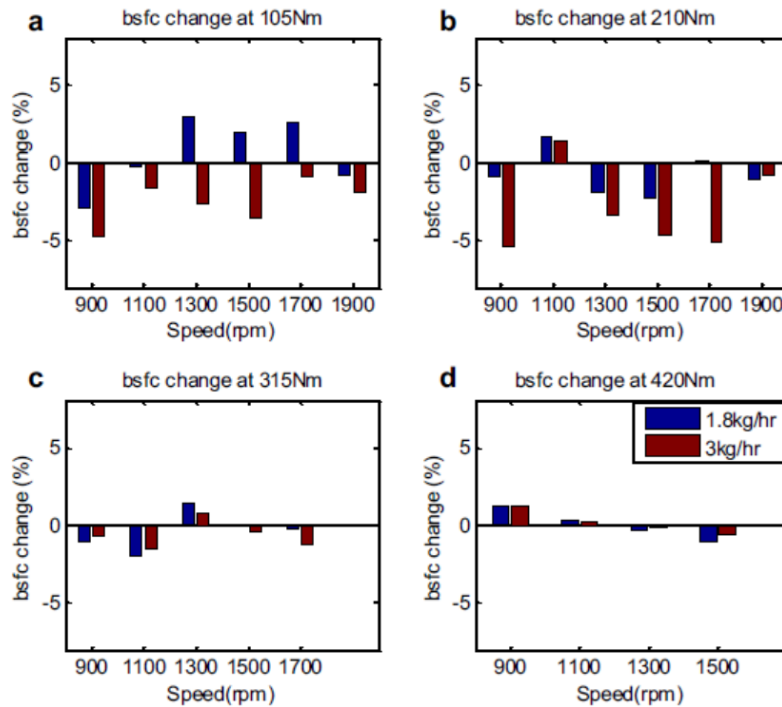 a bsfc change at 105Nm
5
0
-5
bsfc change (%)
900 1100 1300 1500 1700 1900
Speed(rpm)
b bsfc change at 210Nm
5
0
-5
bsfc change (%)
900 1100 1300 1500 1700 1900
Speed(rpm)
c bsfc change at 315Nm
5
0
-5
bsfc change (%)
900 1100 1300 1500 1700
Speed(rpm)
d bsfc change at 420Nm
1.8kg/hr
3kg/hr
5
0
-5
bsfc change (%)
900 1100 1300 1500
Speed(rpm)